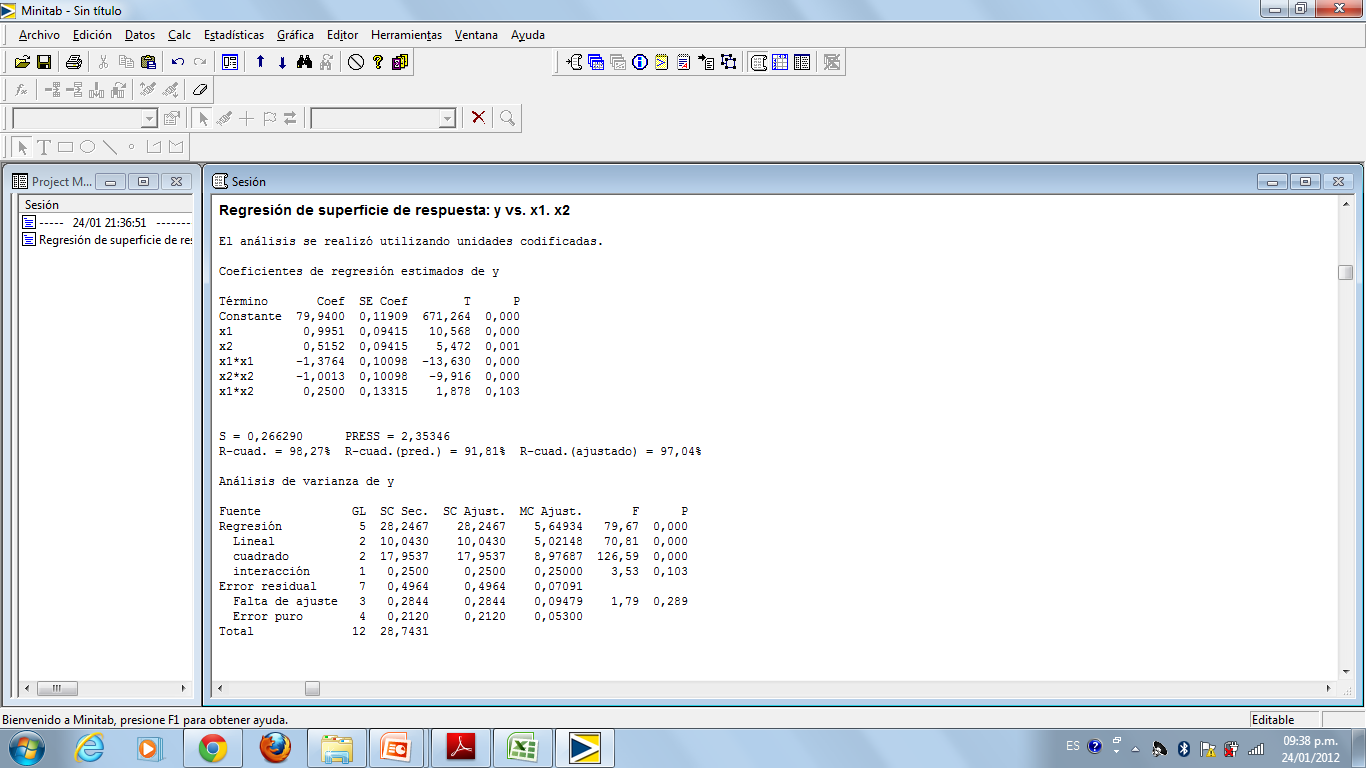 Minitab - Sin título
Archivo Edición Datos Calc Estadísticas Gráfica Editor Herramientas Ventana Ayuda
Project M...
Sesión
----- 24/01 21:36:51 -------
Regresión de superficie de res
Sesión
Regresión de superficie de respuesta: y vs. x1. x2
El análisis se realizó utilizando unidades codificadas.
Coeficientes de regresión estimados de y
Término Coef SE Coef T P
Constante 79,9400 0,11909 671,264 0,000
x1 0,9951 0,09415 10,568 0,000
x2 0,5152 0,09415 5,472 0,001
x1*x1 -1,3764 0,10098 -13,630 0,000
x2*x2 -1,0013 0,10098 -9,916 0,000
x1*x2 0,2500 0,13315 1,878 0,103
S = 0,266290 PRESS = 2,35346
R-cuad. = 98,27% R-cuad.(pred.) = 91,81% R-cuad.(ajustado) = 97,04%
Análisis de varianza de y
Fuente GL SC Sec. SC Ajust. MC Ajust. F P
Regresión 5 28,2467 28,2467 5,64934 79,67 0,000
Lineal 2 10,0430 10,0430 5,02148 70,81 0,000
cuadrado 2 17,9537 17,9537 8,97687 126,59 0,000
interacción 1 0,2500 0,2500 0,25000 3,53 0,103
Error residual 7 0,4964 0,4964 0,07091
Falta de ajuste 3 0,2844 0,2844 0,09479 1,79 0,289
Error puro 4 0,2120 0,2120 0,05300
Total 12 28,7431
Bienvenido a Minitab, presione F1 para obtener ayuda.
Editable
ES
09:38 p.m.
24/01/2012